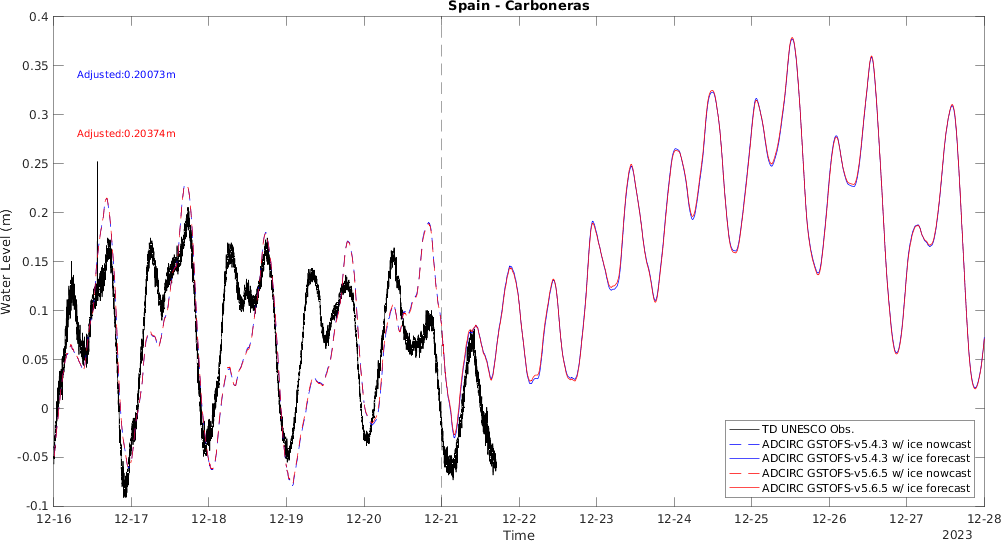 Spain - Carboneras
0.4
0.35
0.3
0.25
0.2
0.15
0.1
0.05
0
-0.05
-0.1
Water Level (m)
Adjusted:0.20073m
Adjusted:0.20374m
TD UNESCO Obs.
ADCIRC GSTOFS-v5.4.3 w/ ice nowcast
ADCIRC GSTOFS-v5.4.3 w/ ice forecast
ADCIRC GSTOFS-v5.6.5 w/ ice nowcast
ADCIRC GSTOFS-v5.6.5 w/ ice forecast
12-16 12-17 12-18 12-19 12-20 12-21 12-22 12-23 12-24 12-25 12-26 12-27 12-28
Time
2023